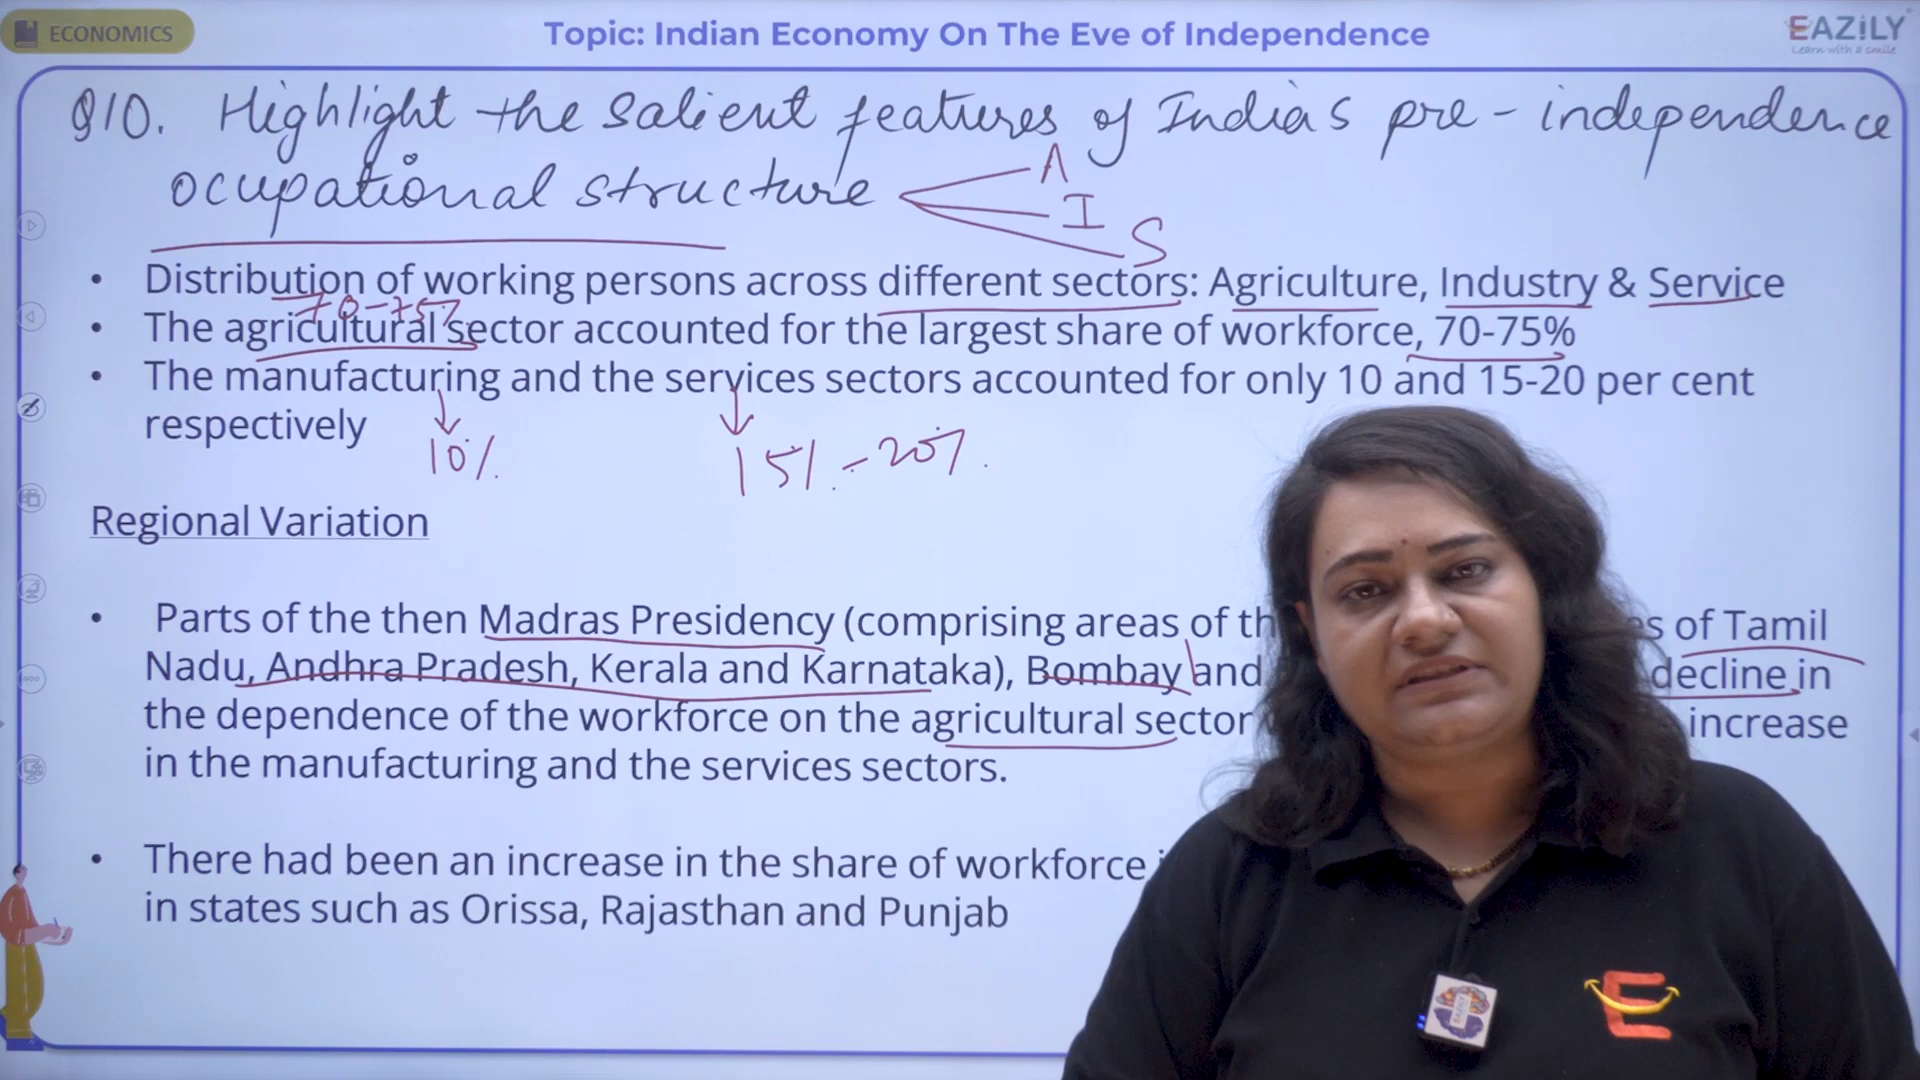 ECONOMICS
Topic: Indian Economy On The Eve of Independence
EAZiLY
Learn with a smile
Q10. Highlight the salient features of India's pre-independence
ocupational structure
A
I
S
• Distribution of working persons across different sectors: Agriculture, Industry & Service
70-75%
• The agricultural sector accounted for the largest share of workforce, 70-75%
• The manufacturing and the services sectors accounted for only 10 and 15-20 per cent
respectively
10%. 15%.-20%.
Regional Variation
• Parts of the then Madras Presidency (comprising areas of of Tamil
Nadu, Andhra Pradesh, Kerala and Karnataka), Bombay and decline in
the dependence of the workforce on the agricultural sector increase
in the manufacturing and the services sectors.
• There had been an increase in the share of workforce
in states such as Orissa, Rajasthan and Punjab
E